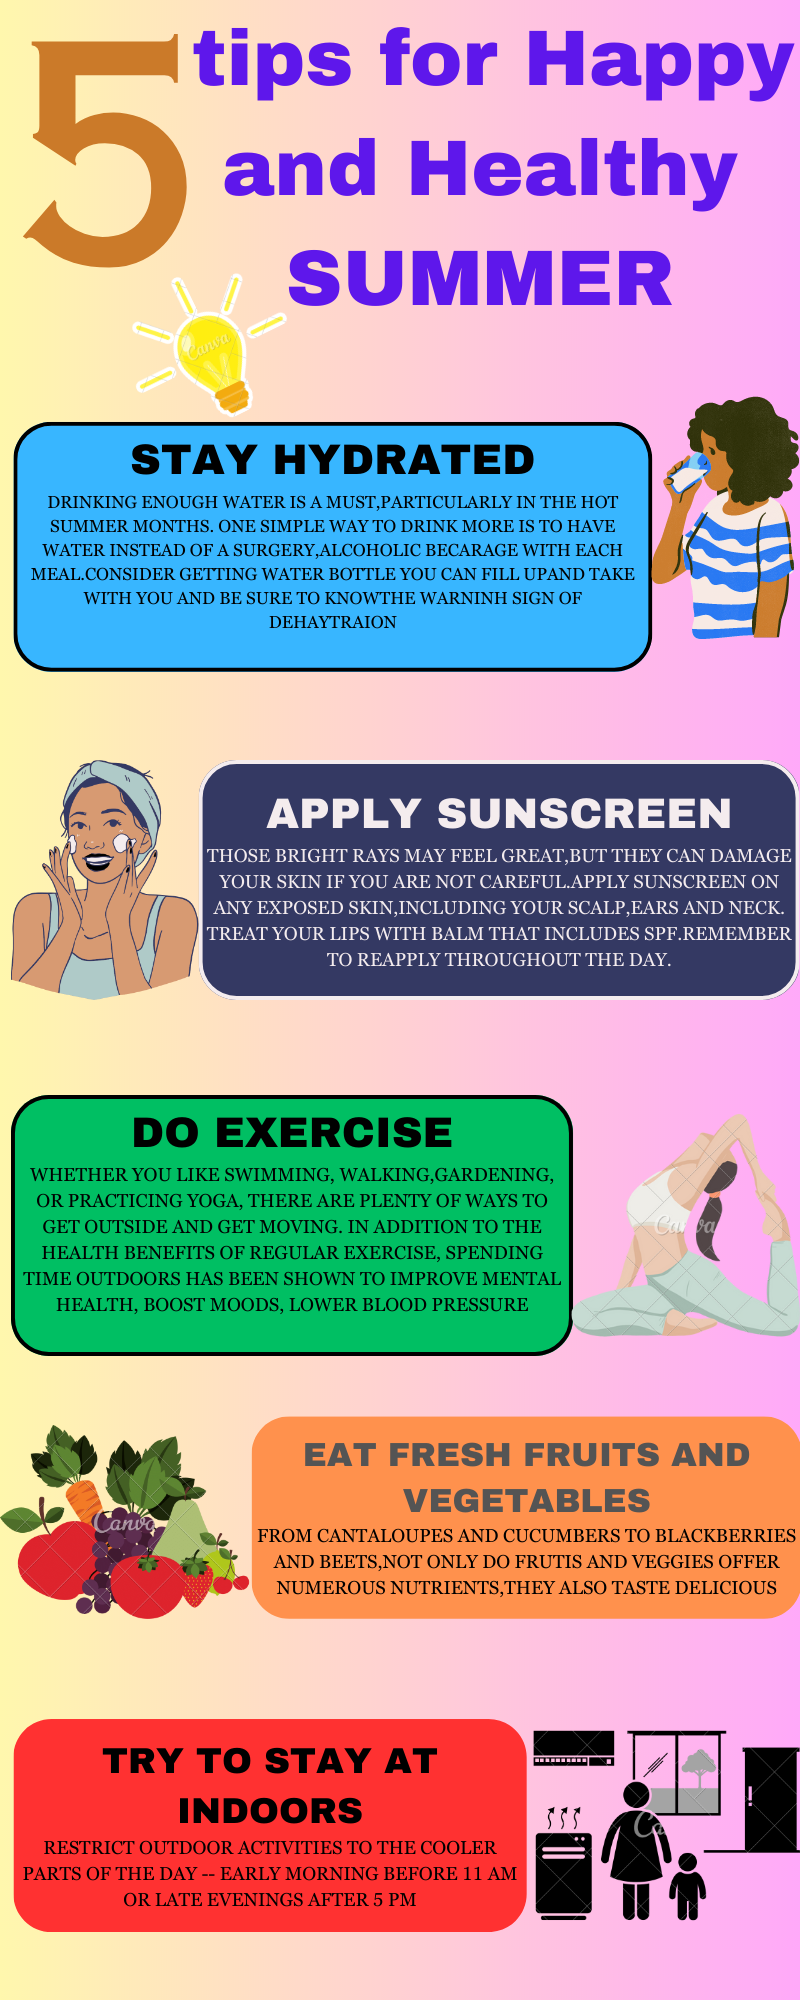 5 tips for Happy
and Healthy
SUMMER
Canva
STAY HYDRATED
DRINKING ENOUGH WATER IS A MUST,PARTICULARLY IN THE HOT
SUMMER MONTHS. ONE SIMPLE WAY TO DRINK MORE IS TO HAVE
WATER INSTEAD OF A SURGERY,ALCOHOLIC BECARAGE WITH EACH
MEAL.CONSIDER GETTING WATER BOTTLE YOU CAN FILL UPAND TAKE
WITH YOU AND BE SURE TO KNOWTHE WARNINH SIGN OF
DEHAYTRAION
APPLY SUNSCREEN
THOSE BRIGHT RAYS MAY FEEL GREAT,BUT THEY CAN DAMAGE
YOUR SKIN IF YOU ARE NOT CAREFUL.APPLY SUNSCREEN ON
ANY EXPOSED SKIN,INCLUDING YOUR SCALP,EARS AND NECK.
TREAT YOUR LIPS WITH BALM THAT INCLUDES SPF.REMEMBER
TO REAPPLY THROUGHOUT THE DAY.
DO EXERCISE
WHETHER YOU LIKE SWIMMING, WALKING,GARDENING,
OR PRACTICING YOGA, THERE ARE PLENTY OF WAYS TO
GET OUTSIDE AND GET MOVING. IN ADDITION TO THE
HEALTH BENEFITS OF REGULAR EXERCISE, SPENDING
TIME OUTDOORS HAS BEEN SHOWN TO IMPROVE MENTAL
HEALTH, BOOST MOODS, LOWER BLOOD PRESSURE
Canva
EAT FRESH FRUITS AND
VEGETABLES
FROM CANTALOUPES AND CUCUMBERS TO BLACKBERRIES
AND BEETS,NOT ONLY DO FRUTIS AND VEGGIES OFFER
NUMEROUS NUTRIENTS,THEY ALSO TASTE DELICIOUS
Canva
TRY TO STAY AT
INDOORS
RESTRICT OUTDOOR ACTIVITIES TO THE COOLER
PARTS OF THE DAY -- EARLY MORNING BEFORE 11 AM
OR LATE EVENINGS AFTER 5 PM